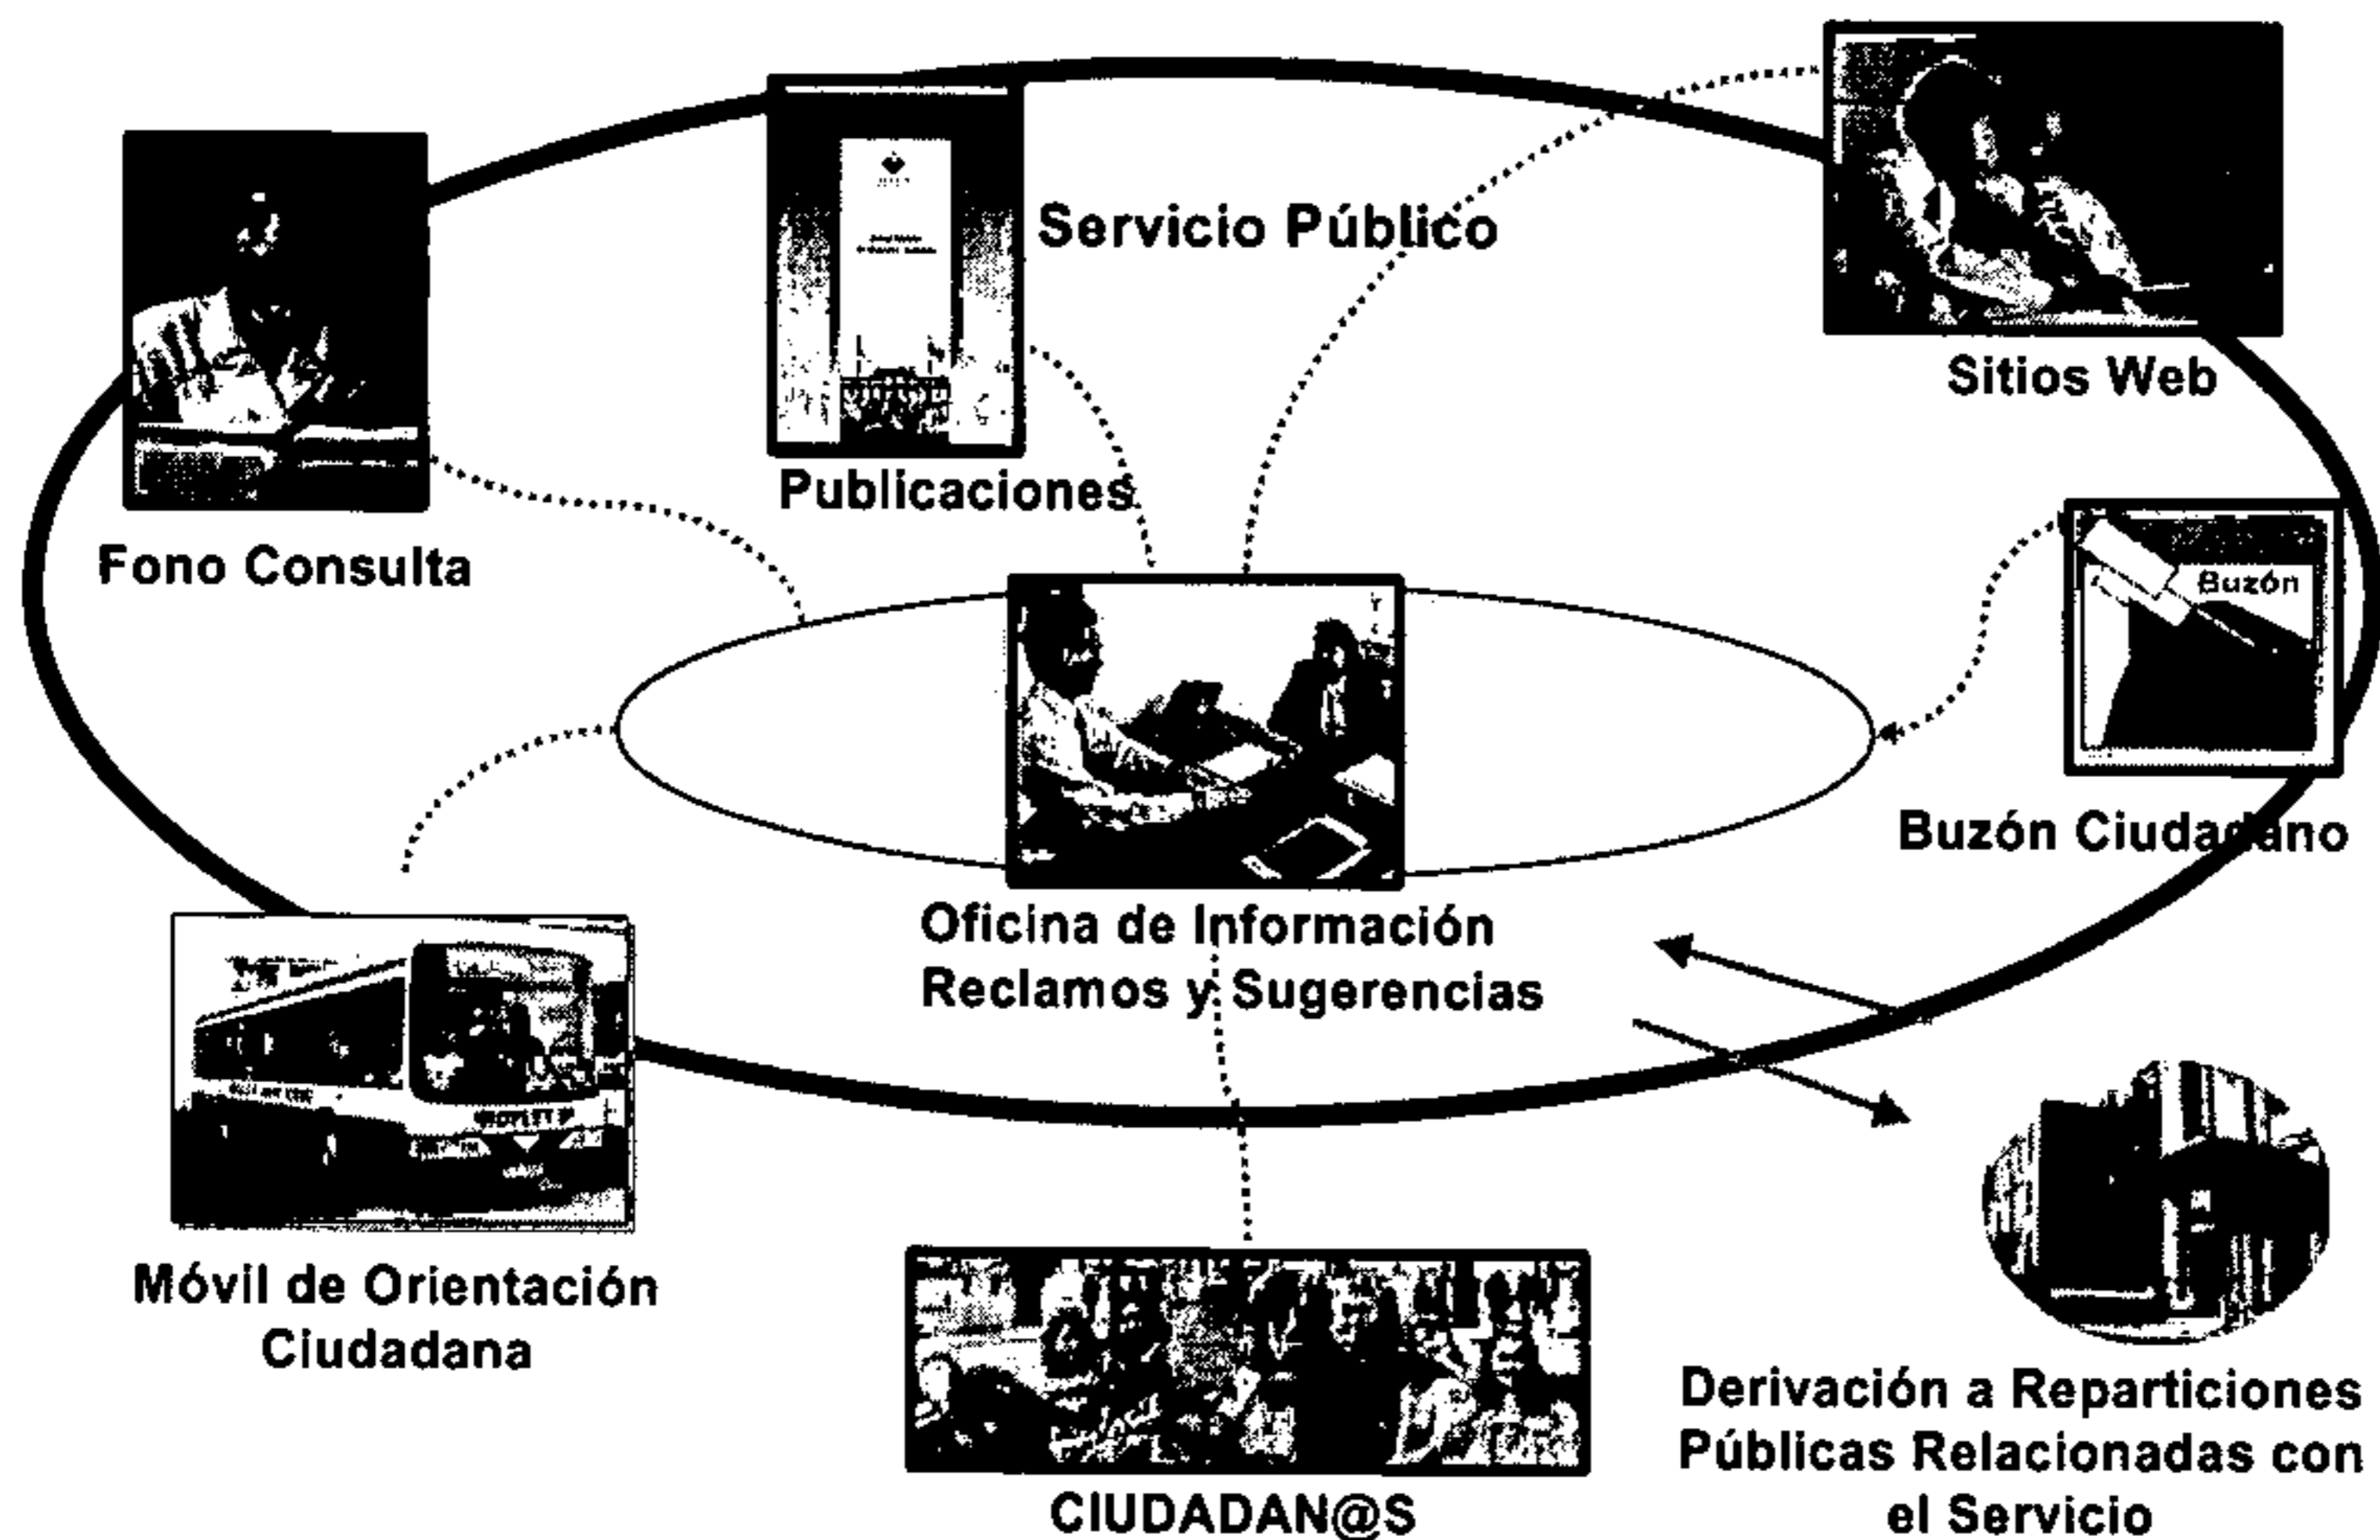 Servicio Público
Sitios Web
Publicaciones
Fono Consulta
Buzón
Buzón Ciudadano
Oficina de Información
Reclamos y Sugerencias
Móvil de Orientación
Ciudadana
CIUDADAN@S
Derivación a Reparticiones
Públicas Relacionadas con
el Servicio